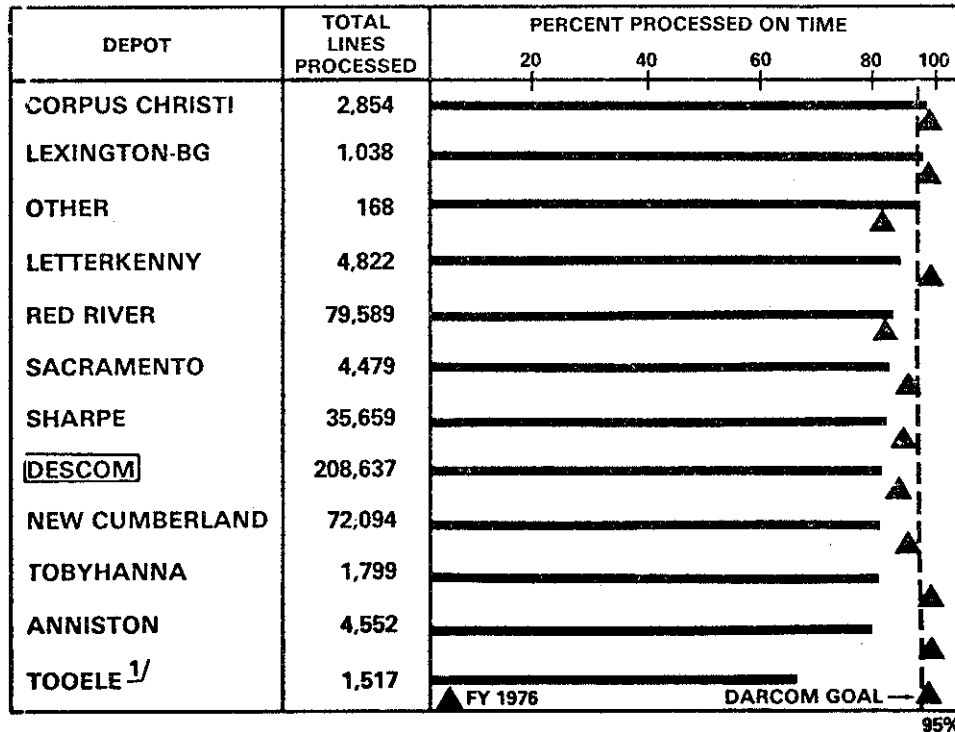 DEPOT
TOTAL LINES PROCESSED
PERCENT PROCESSED ON TIME
20 40 60 80 100
CORPUS CHRISTI 2,854
LEXINGTON-BG 1,038
OTHER 168
LETTERKENNY 4,822
RED RIVER 79,589
SACRAMENTO 4,479
SHARPE 35,659
DESCOM 208,637
NEW CUMBERLAND 72,094
TOBYHANNA 1,799
ANNISTON 4,552
TOOELE 1/ 1,517
FY 1976 DARCOM GOAL
95%